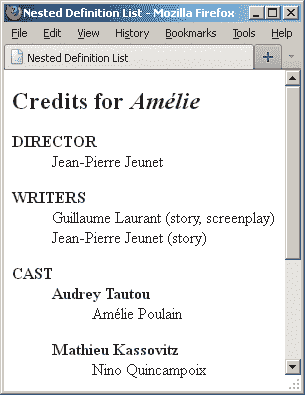 Nested Definition List - Mozilla Firefox
File Edit View History Bookmarks Tools Help
Nested Definition List
Credits for Amélie
DIRECTOR
Jean-Pierre Jeunet
WRITERS
Guillaume Laurant (story, screenplay)
Jean-Pierre Jeunet (story)
CAST
Audrey Tautou
Amélie Poulain
Mathieu Kassovitz
Nino Quincampoix